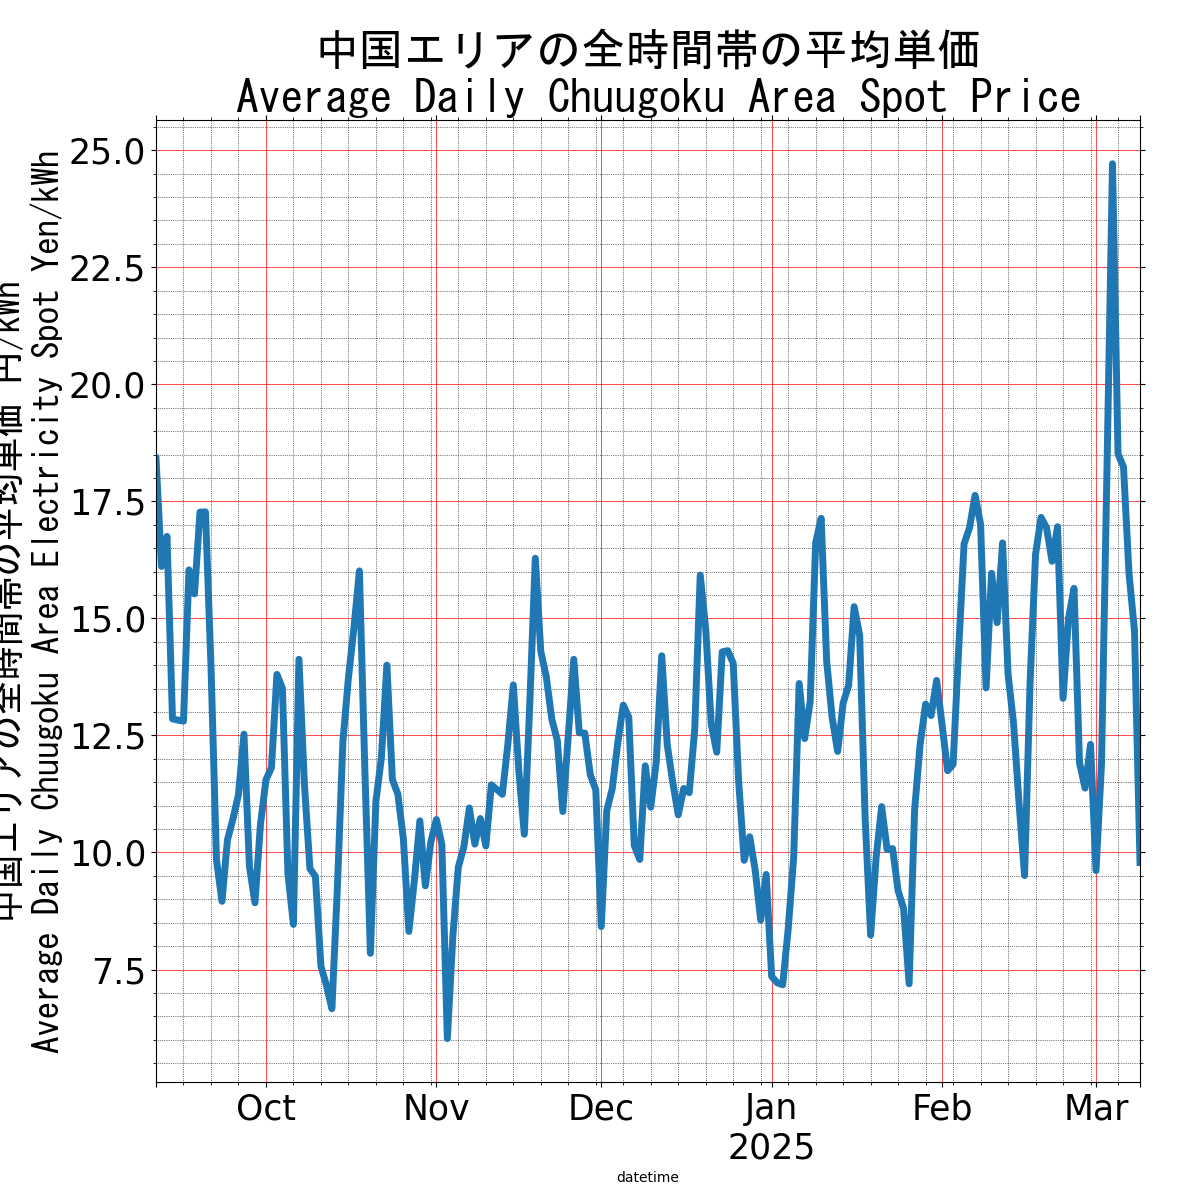 中国エリアの全時間帯の平均単価
Average Daily Chuugoku Area Spot Price
中国エリアの全時間帯の平均単価 円/kWh
Average Daily Chuugoku Area Electricity Spot Yen/kWh
25.0
22.5
20.0
17.5
15.0
12.5
10.0
7.5
Oct Nov Dec Jan Feb Mar
2025
datetime